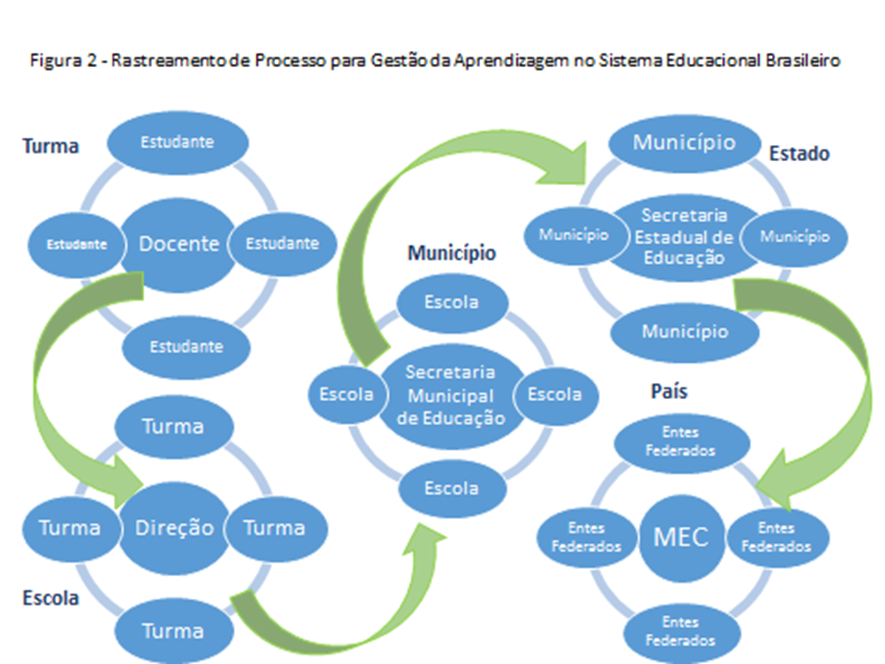 Figura 2 - Rastreamento de Processo para Gestão da Aprendizagem no Sistema Educacional Brasileiro
Turma
Estudante
Estudante
Docente
Estudante
Estudante
Turma
Turma
Direção
Turma
Turma
Escola
Município
Escola
Escola
Secretaria
Municipal
de Educação
Escola
Escola
Estado
Município
Município
Secretaria
Estadual de
Educação
Município
Município
País
Entes
Federados
Entes
Federados
MEC
Entes
Federados
Entes
Federados